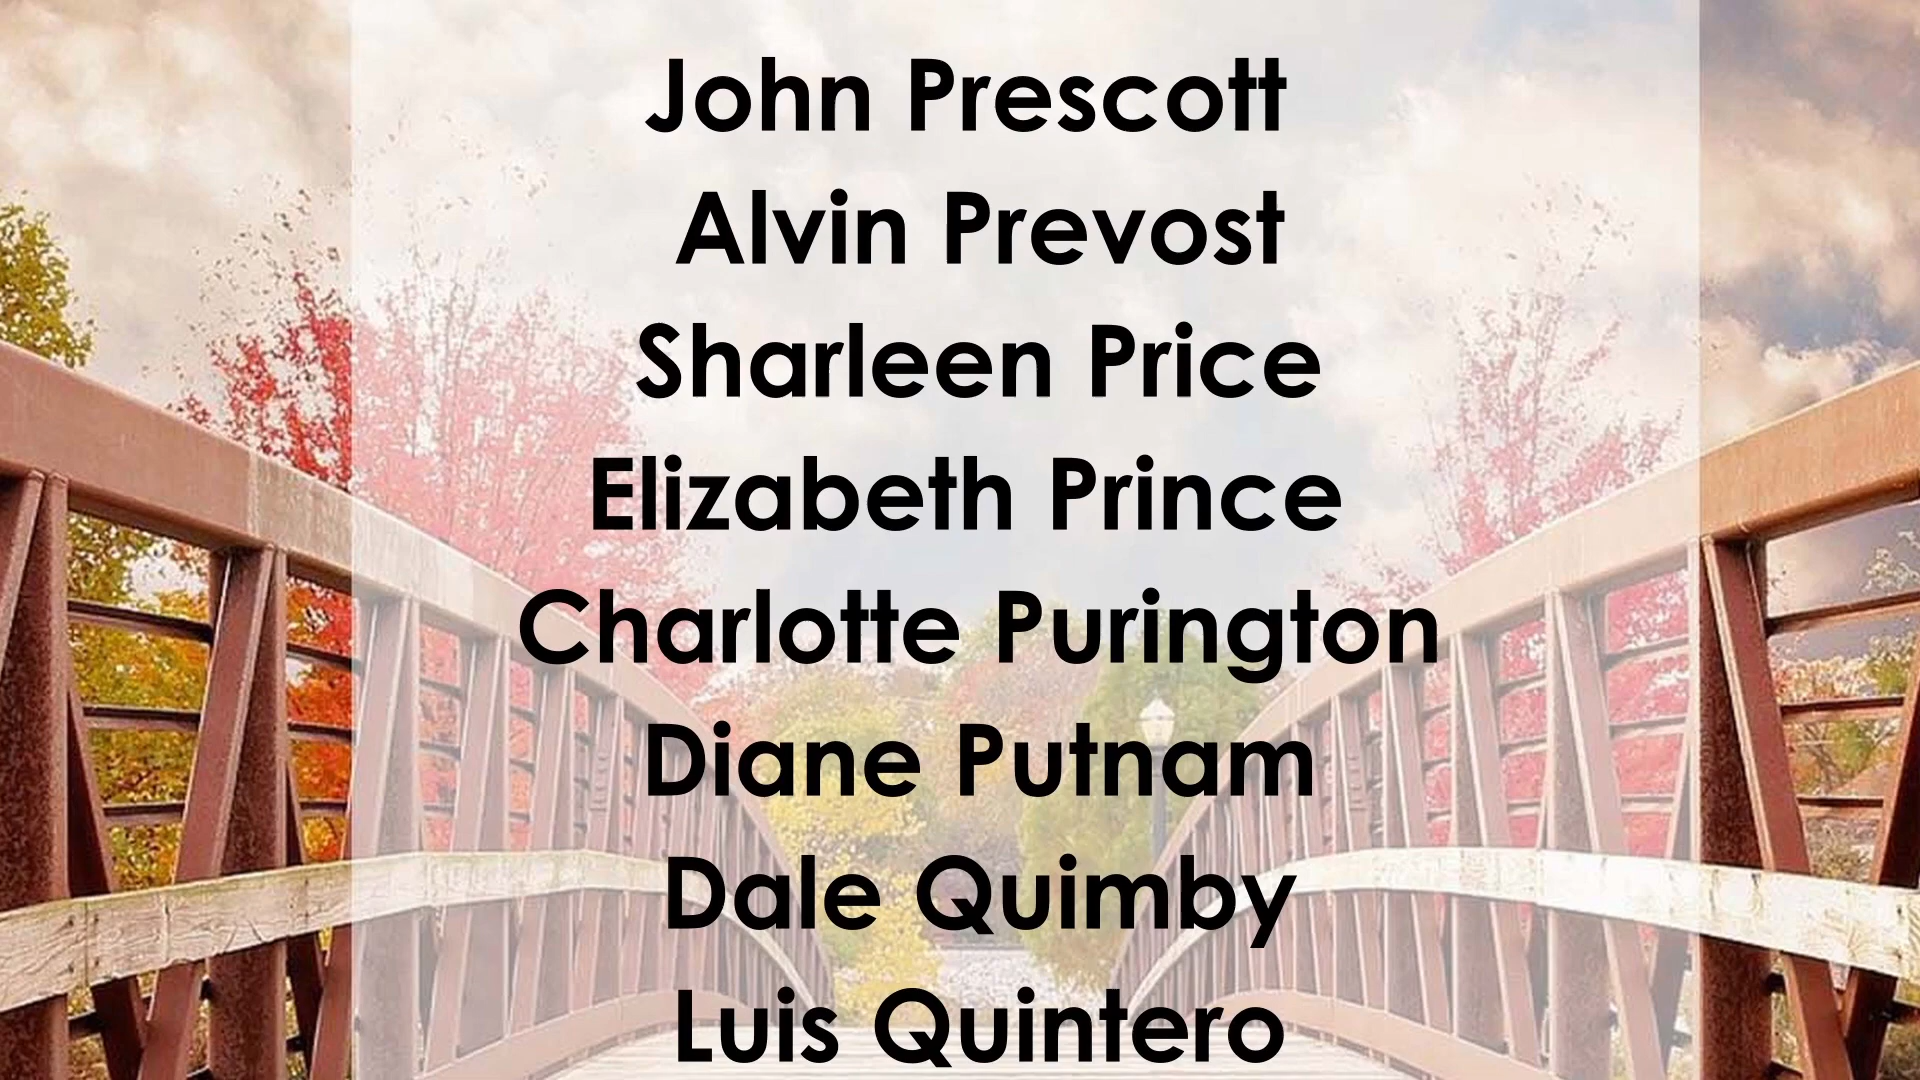 John Prescott
Alvin Prevost
Sharleen Price
Elizabeth Prince
Charlotte Purington
Diane Putnam
Dale Quimby
Luis Quintero